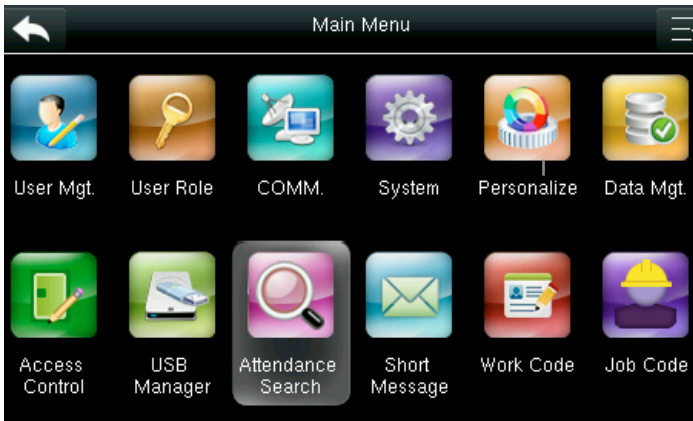 Main Menu
User Mgt.
User Role
COMM.
System
Personalize
Data Mgt.
Access
Control
USB
Manager
Attendance
Search
Short
Message
Work Code
Job Code